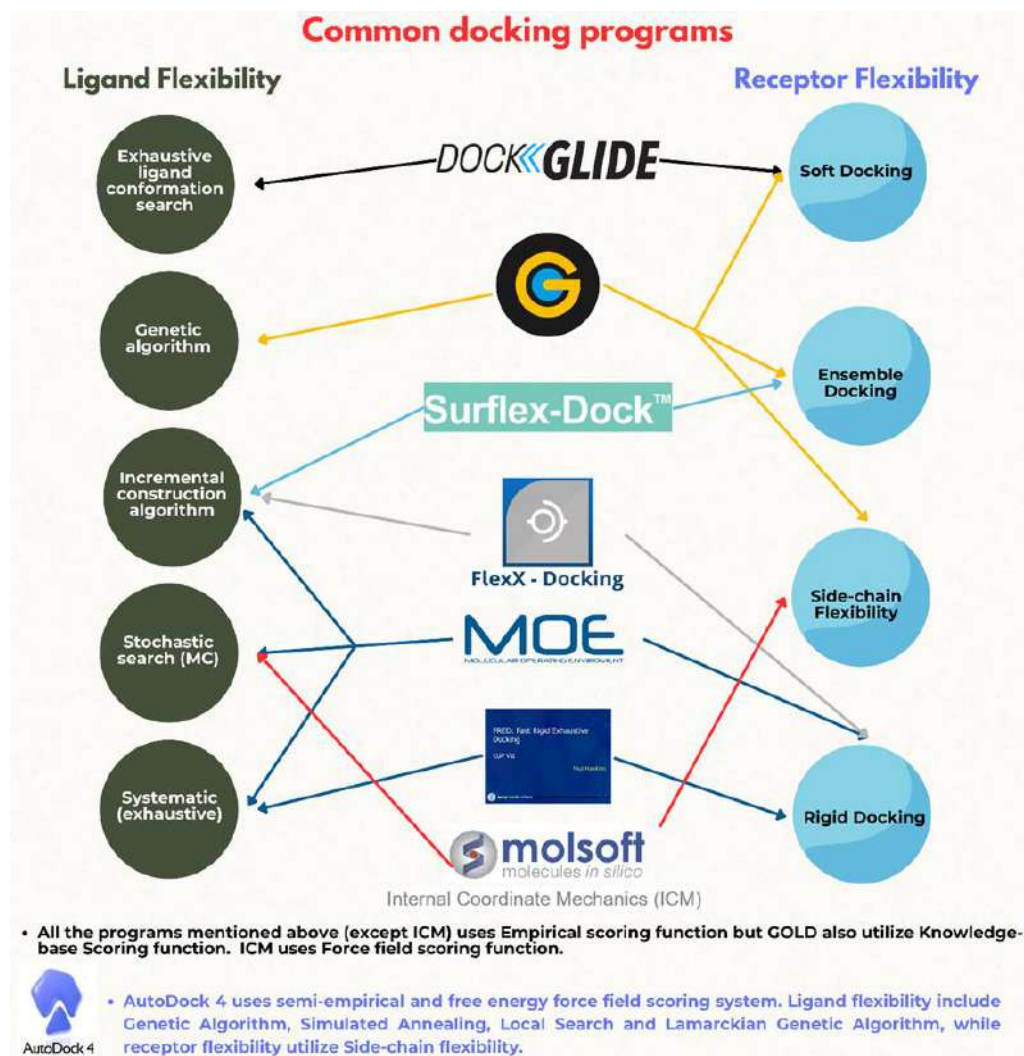 Common docking programs
Ligand Flexibility
Receptor Flexibility
Exhaustive
ligand
conformation
search
DOCK GLIDE
Soft Docking
G
Genetic
algorithm
Ensemble
Docking
Surflex-Dock™
Incremental
construction
algorithm
FlexX - Docking
Side-chain
Flexibility
Stochastic
search (MC)
MOE
MOLECULAR OPERATING ENVIROMENT
FRED: Fast Rigid Exhaustive
Docking
Systematic
(exhaustive)
Rigid Docking
molsoft
molecules in silico
Internal Coordinate Mechanics (ICM)
• All the programs mentioned above (except ICM) uses Empirical scoring function but GOLD also utilize Knowledge-
base Scoring function. ICM uses Force field scoring function.
• AutoDock 4 uses semi-empirical and free energy force field scoring system. Ligand flexibility include
Genetic Algorithm, Simulated Annealing, Local Search and Lamarckian Genetic Algorithm, while
receptor flexibility utilize Side-chain flexibility.
AutoDock 4